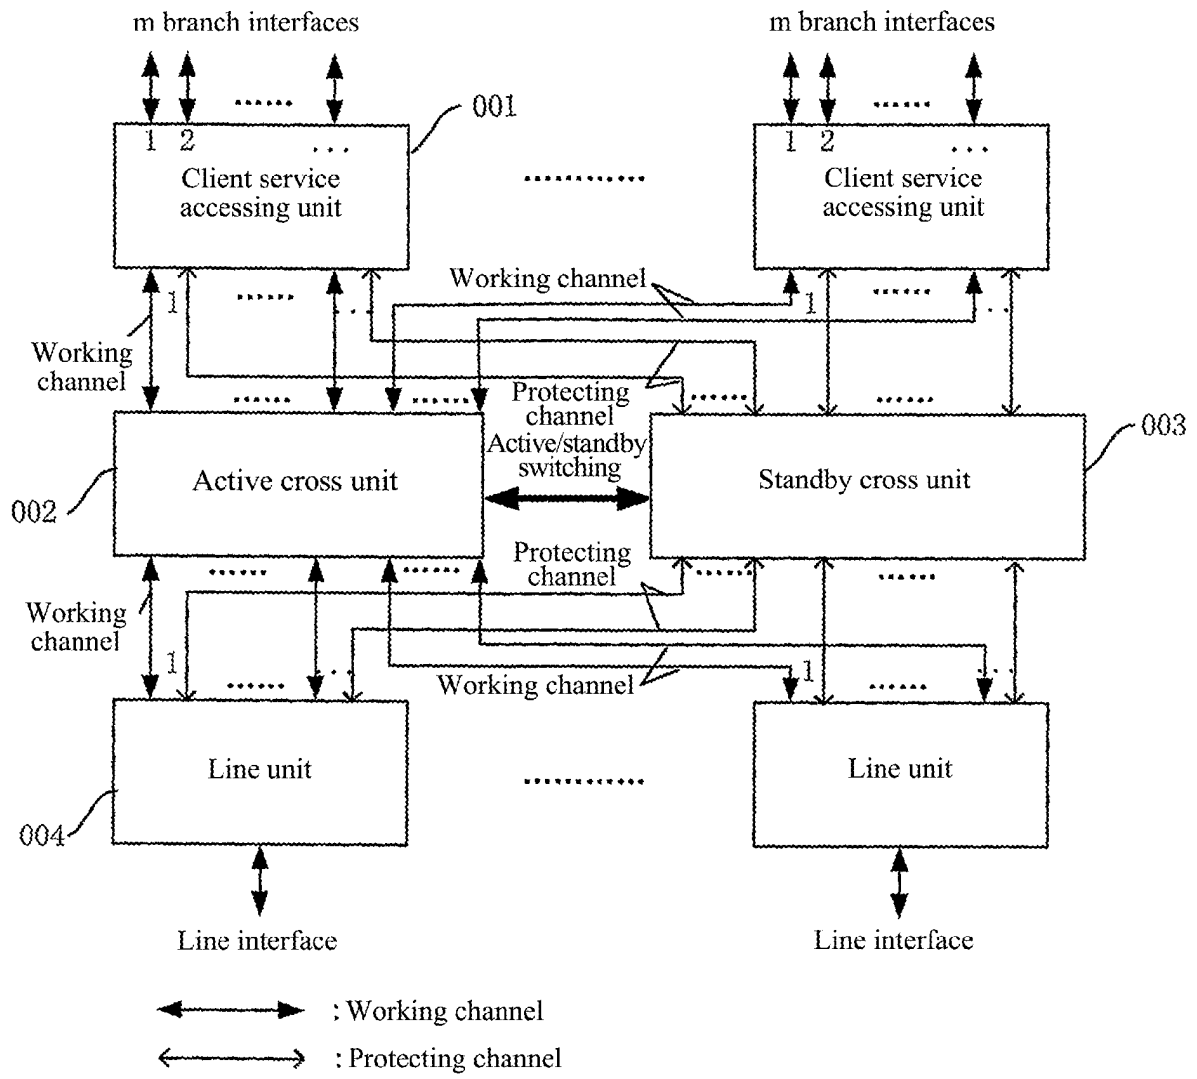 m branch interfaces
m branch interfaces
......
......
001
1 2 ...
1 2 ...
Client service
accessing unit
..........
Client service
accessing unit
Working channel
1
......
1
......
...
...
Working
channel
......
......
Protecting
channel
......
......
Active/standby
switching
003
Active cross unit
Standby cross unit
002
Protecting
channel
......
......
......
......
Working
channel
1
......
...
Working channel
1
......
...
Line unit
..........
Line unit
004
Line interface
Line interface
: Working channel
: Protecting channel